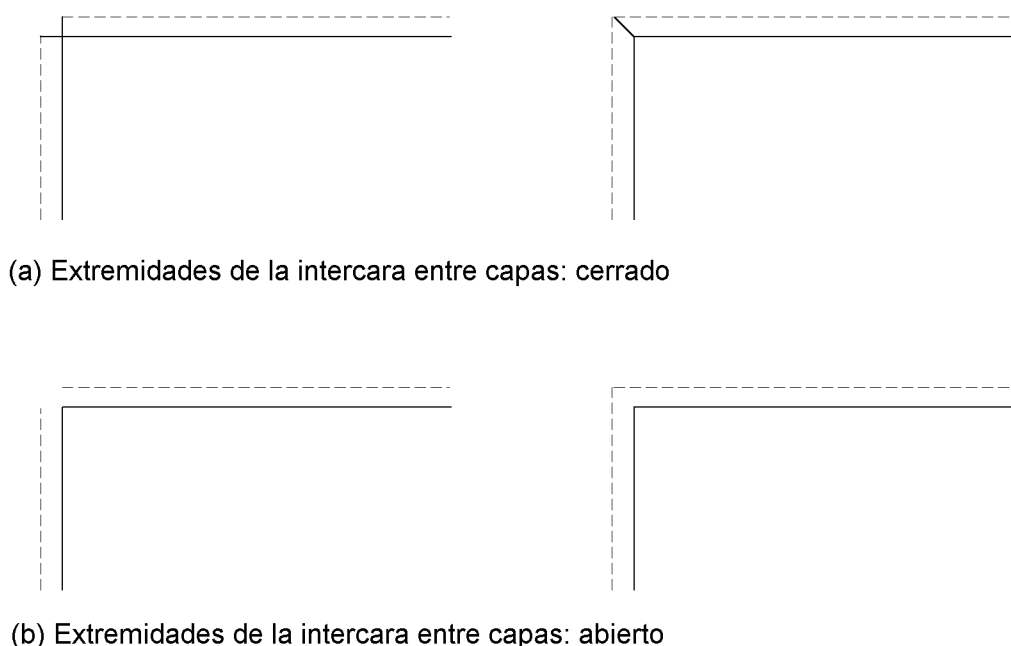 (a) Extremidades de la intercara entre capas: cerrado
(b) Extremidades de la intercara entre capas: abierto